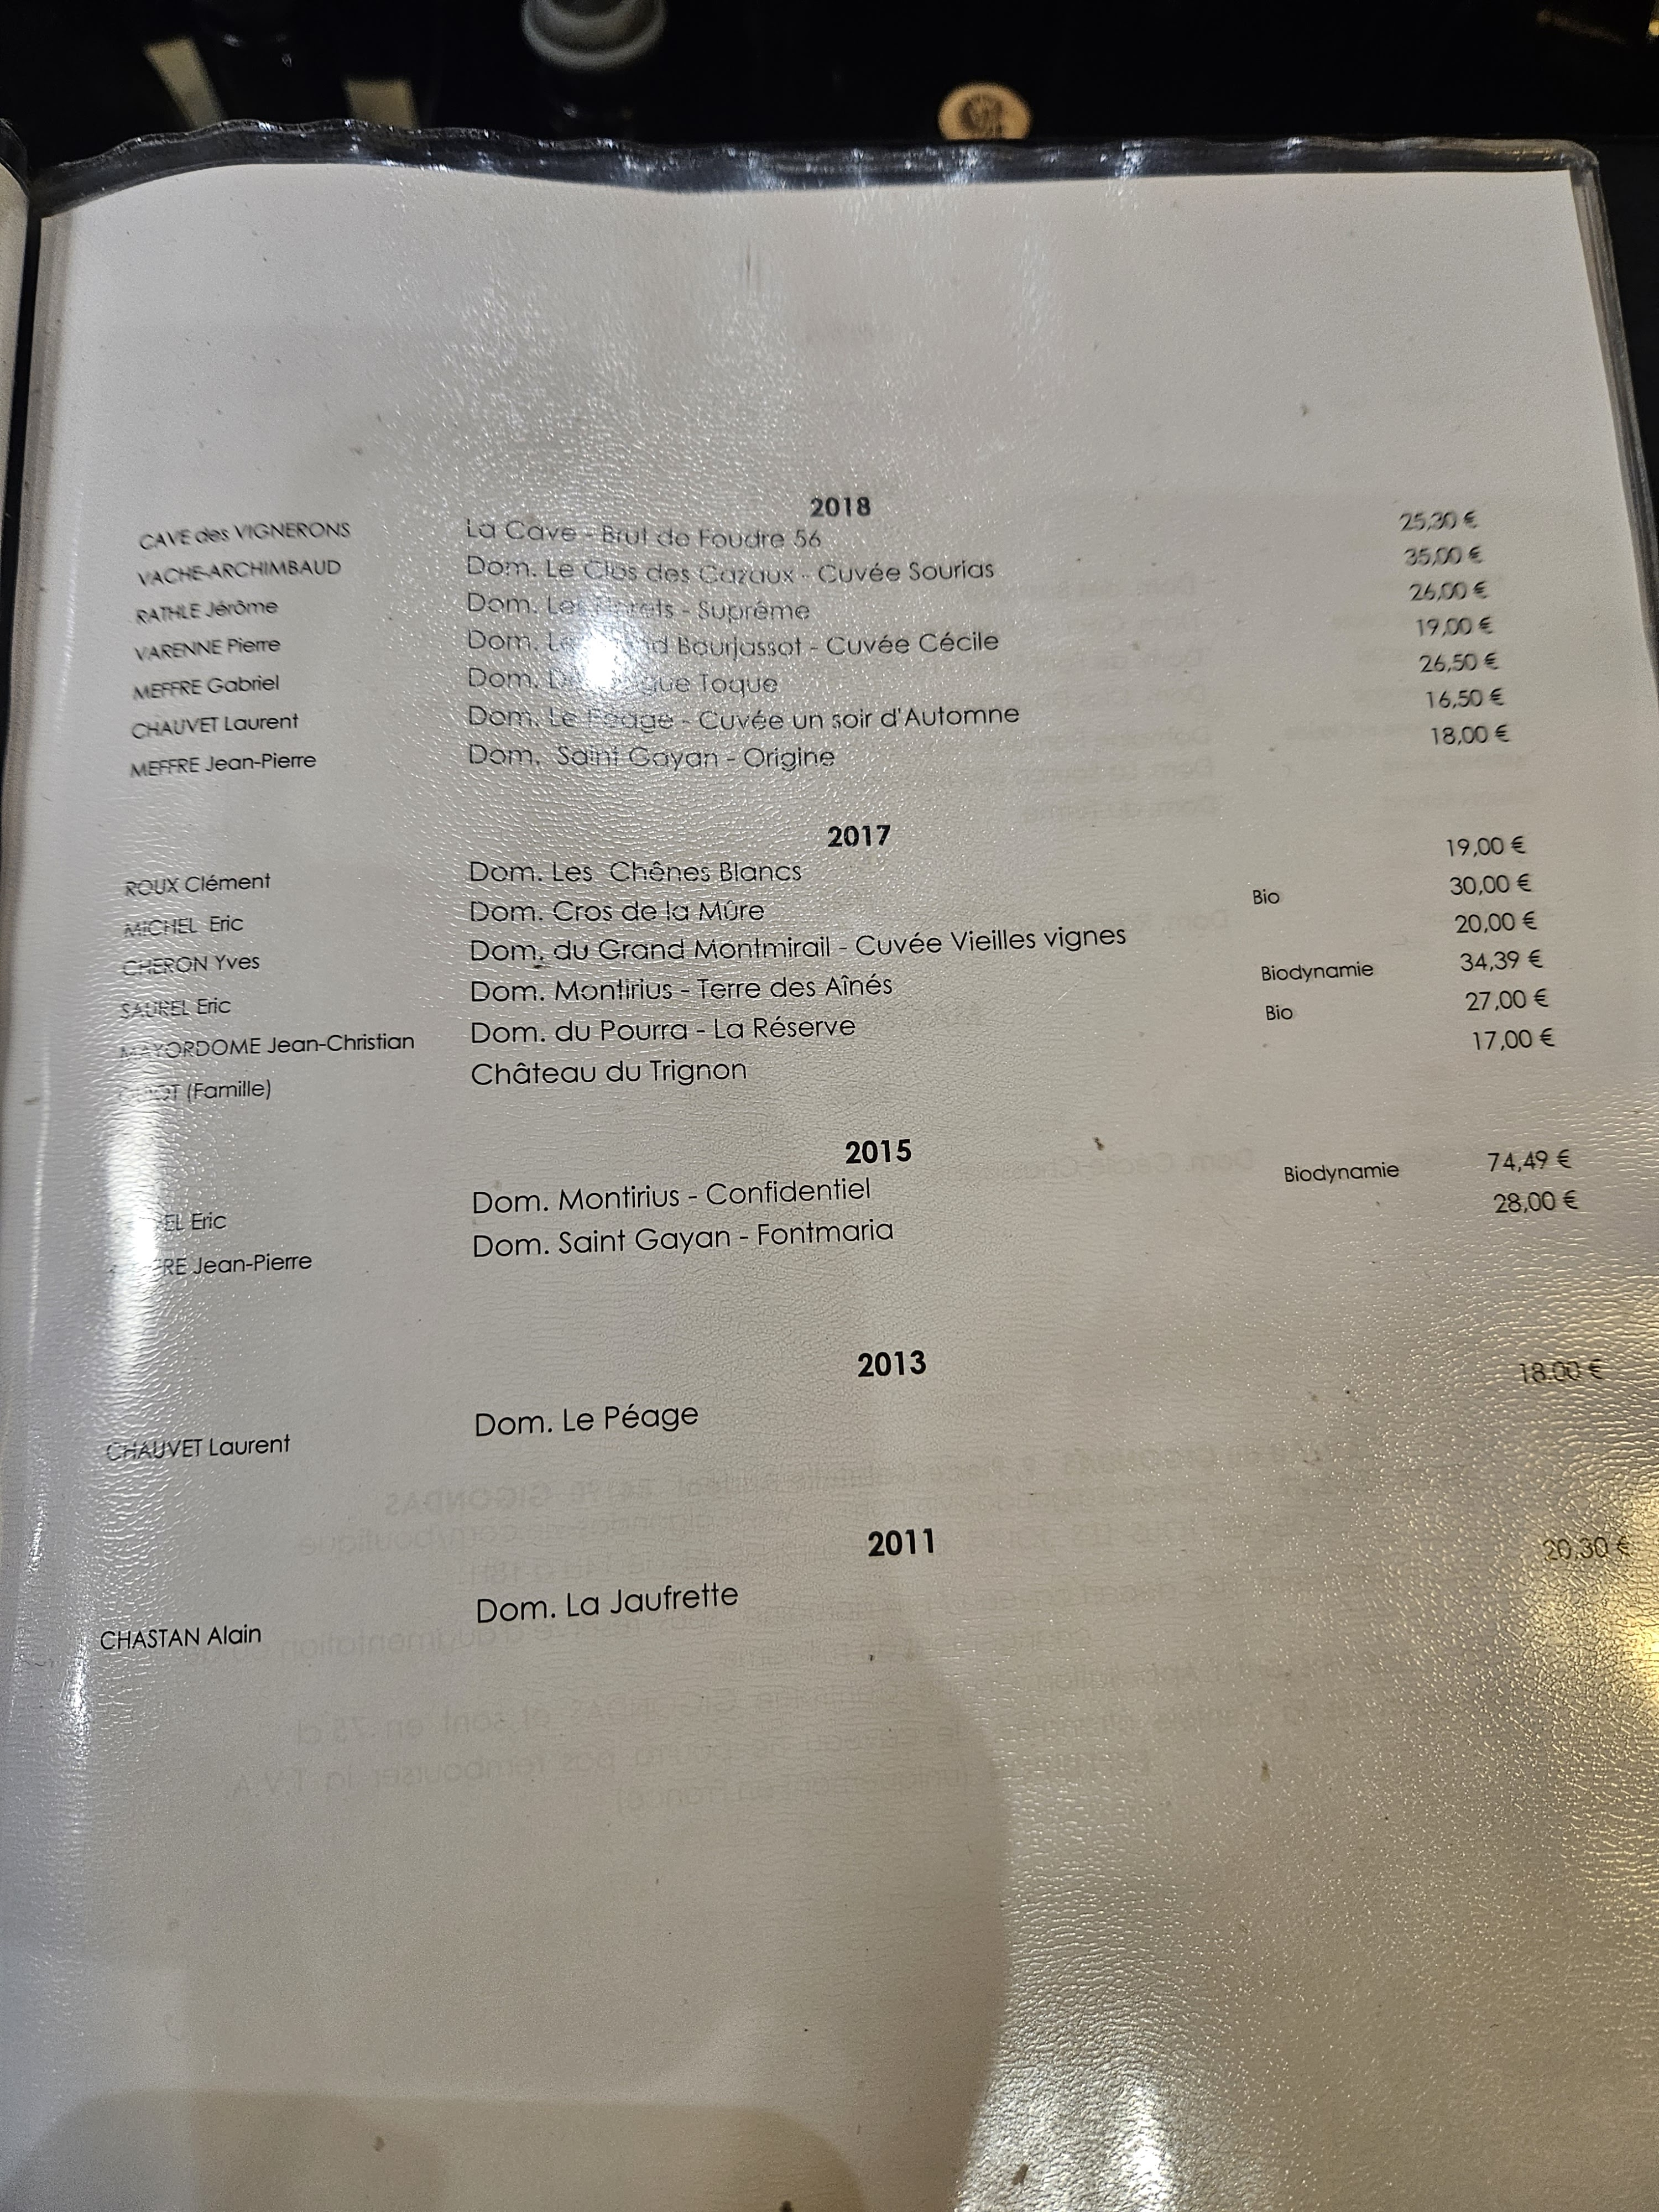 2018
CAVE des VIGNERONS La Cave - Brut de Foudre 56 25,30 €
VACHE-ARCHIMBAUD Dom. Le Clos des Cazaux - Cuvée Sourias 35,00 €
RATHLE Jérôme Dom. Les - Suprême 26,00 €
VARENNE Pierre Dom. Bourjassot - Cuvée Cécile 19,00 €
MEFFRE Gabriel Dom. Toque 26,50 €
CHAUVET Laurent Dom. Le Péage - Cuvée un soir d'Automne 16,50 €
MEFFRE Jean-Pierre Dom. Saint Gayan - Origine 18,00 €
2017
ROUX Clément Dom. Les Chênes Blancs 19,00 €
MICHEL Eric Dom. Cros de la Mûre Bio 30,00 €
CHERON Yves Dom. du Grand Montmirail - Cuvée Vieilles vignes 20,00 €
SAUREL Eric Dom. Montirius - Terre des Aînés Biodynamie 34,39 €
MAYORDOME Jean-Christian Dom. du Pourra - La Réserve Bio 27,00 €
(Famille) Château du Trignon 17,00 €
2015
Eric Dom. Montirius - Confidentiel Biodynamie 74,49 €
Jean-Pierre Dom. Saint Gayan - Fontmaria 28,00 €
2013
CHAUVET Laurent Dom. Le Péage 18,00 €
2011
CHASTAN Alain Dom. La Jaufrette 20,30 €